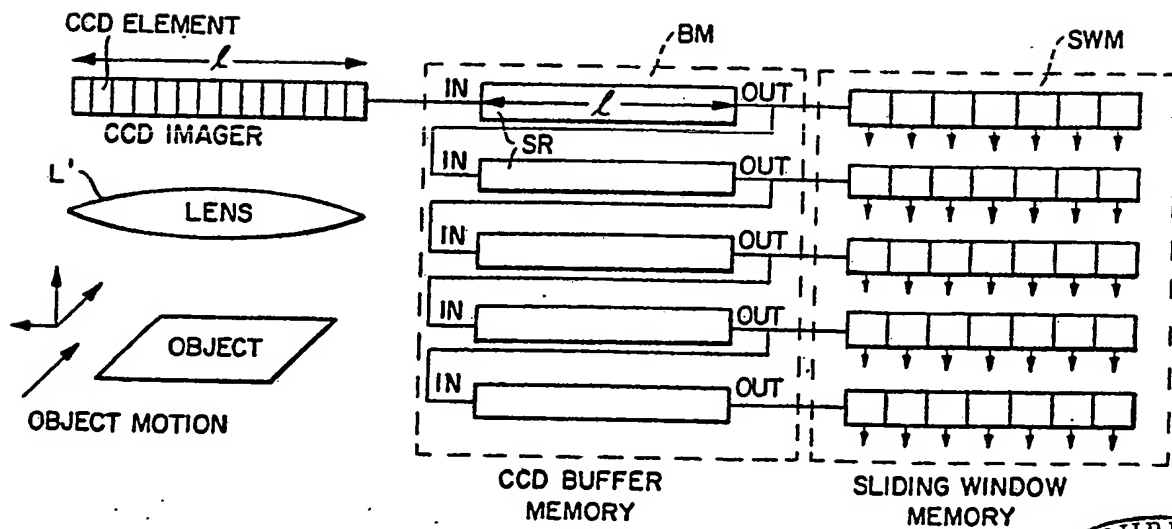 CCD ELEMENT
ℓ
CCD IMAGER
L'
LENS
OBJECT
OBJECT MOTION
BM
IN
ℓ
OUT
SR
IN
OUT
IN
OUT
IN
OUT
IN
OUT
CCD BUFFER
MEMORY
SWM
SLIDING WINDOW
MEMORY